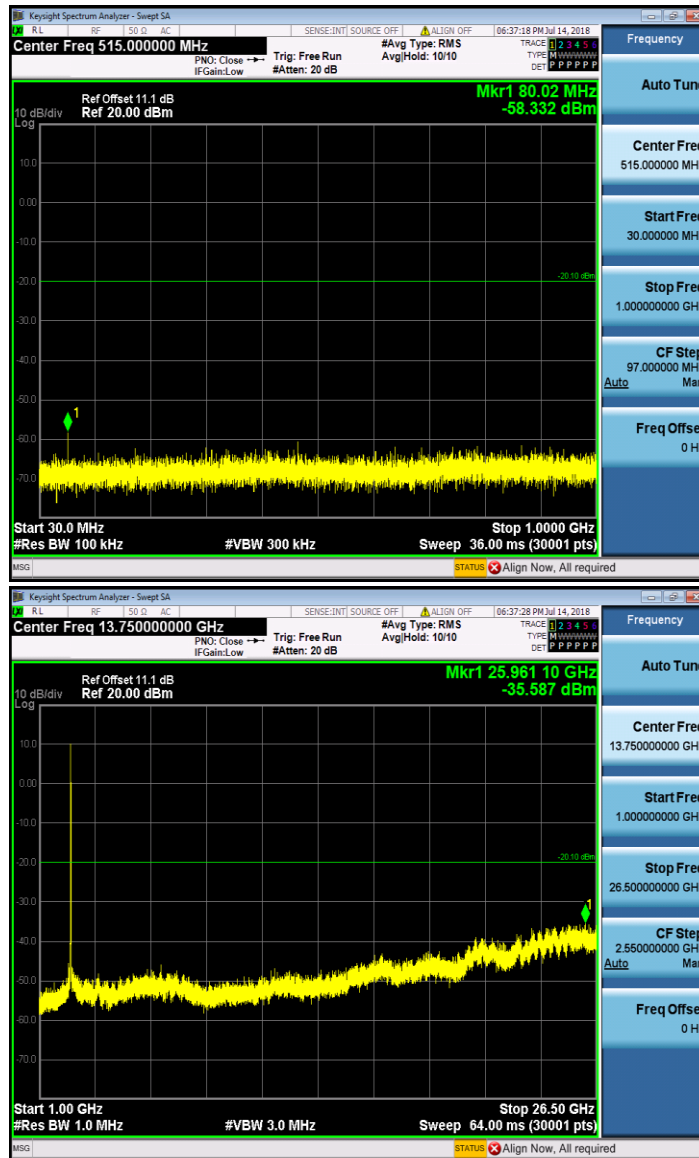 Keysight Spectrum Analyzer - Swept SA
RL RF 50 Ω AC SENSE:INT SOURCE OFF ALIGN OFF 06:37:18 PM Jul 14, 2018
Center Freq 515.000000 MHz
PNO: Close
IFGain:Low
Trig: Free Run
#Atten: 20 dB
#Avg Type: RMS
Avg|Hold: 10/10
TRACE 1 2 3 4 5 6
TYPE M
DET P P P P P P
Frequency
Mkr1 80.02 MHz
-58.332 dBm
Ref Offset 11.1 dB
10 dB/div Ref 20.00 dBm
Log
10.0
0.00
-10.0
-20.0
-20.10 dBm
-30.0
-40.0
-50.0
1
-60.0
-70.0
Start 30.0 MHz Stop 1.0000 GHz
#Res BW 100 kHz #VBW 300 kHz Sweep 36.00 ms (30001 pts)
MSG STATUS Align Now, All required
Auto Tun
Center Fre
515.000000 MH
Start Fre
30.000000 MH
Stop Fre
1.000000000 GH
CF Step
97.000000 MH
Auto Ma
Freq Offse
0 H
Keysight Spectrum Analyzer - Swept SA
RL RF 50 Ω AC SENSE:INT SOURCE OFF ALIGN OFF 06:37:28 PM Jul 14, 2018
Center Freq 13.750000000 GHz
PNO: Close
IFGain:Low
Trig: Free Run
#Atten: 20 dB
#Avg Type: RMS
Avg|Hold: 10/10
TRACE 1 2 3 4 5 6
TYPE M
DET P P P P P P
Frequency
Mkr1 25.961 10 GHz
-35.587 dBm
Ref Offset 11.1 dB
10 dB/div Ref 20.00 dBm
Log
10.0
0.00
-10.0
-20.0
-20.10 dBm
-30.0
1
-40.0
-50.0
-60.0
-70.0
Start 1.00 GHz Stop 26.50 GHz
#Res BW 1.0 MHz #VBW 3.0 MHz Sweep 64.00 ms (30001 pts)
MSG STATUS Align Now, All required
Auto Tun
Center Fre
13.750000000 GH
Start Fre
1.000000000 GH
Stop Fre
26.500000000 GH
CF Step
2.550000000 GH
Auto Ma
Freq Offse
0 H